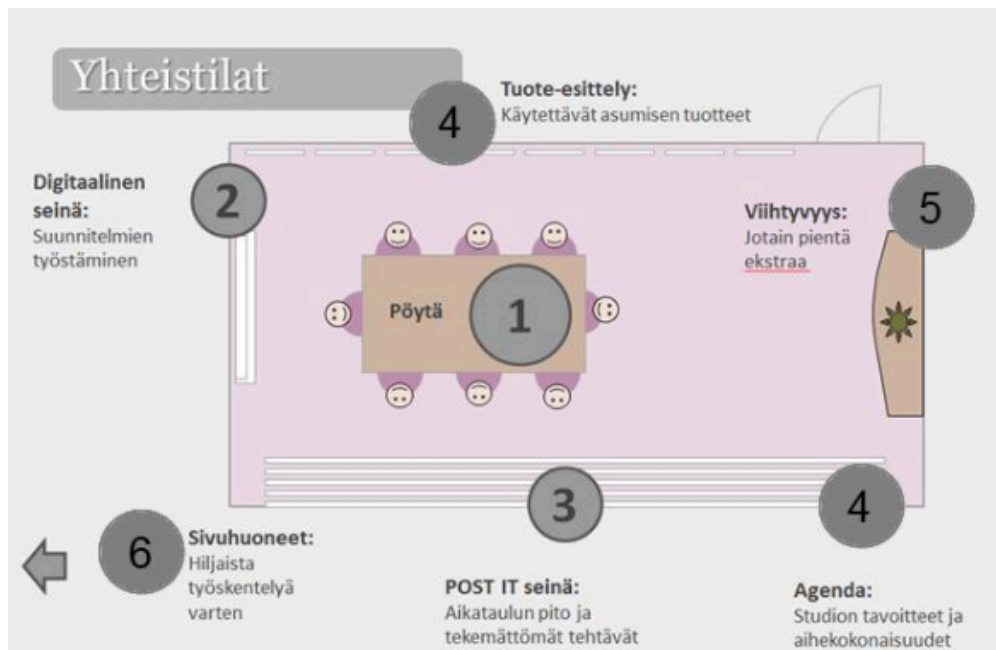 Yhteistilat
4
Tuote-esittely:
Käytettävät asumisen tuotteet
Digitaalinen
seinä:
Suunnitelmien
työstäminen
2
Viihtyvyys:
Jotain pientä
ekstraa
5
Pöytä
1
3
4
6
Sivuhuoneet:
Hiljaista
työskentelyä
varten
POST IT seinä:
Aikataulun pito ja
tekemättömät tehtävät
Agenda:
Studion tavoitteet ja
aihekokonaisuudet